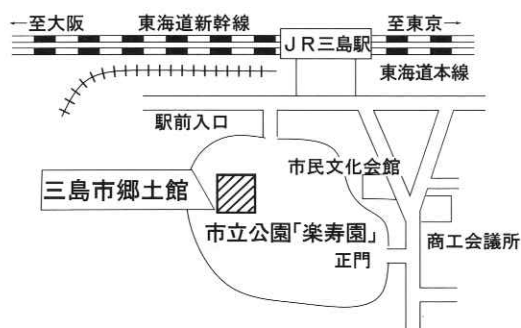 ←至大阪
東海道新幹線
JR三島駅
至東京→
東海道本線
駅前入口
市民文化会館
三島市郷土館
市立公園「楽寿園」
正門
商工会議所